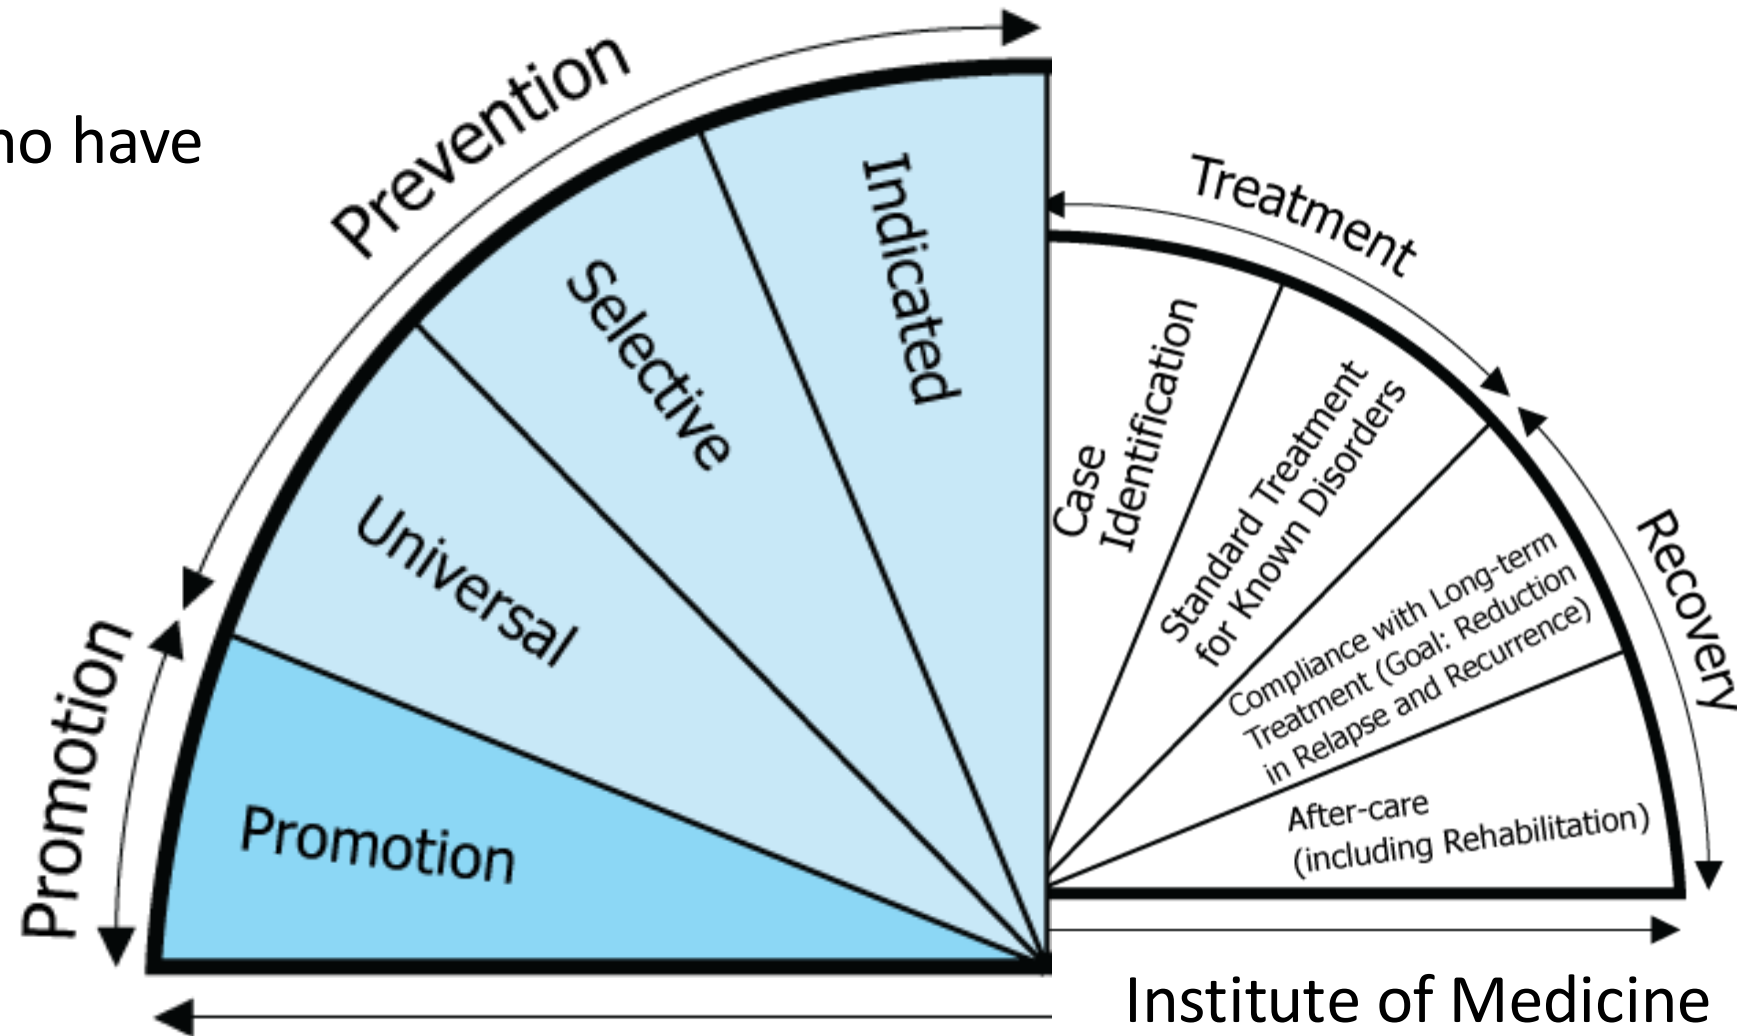 no have
Prevention
Promotion
Promotion
Universal
Selective
Indicated
Treatment
Case
Identification
Standard Treatment
for Known Disorders
Recovery
Compliance with Long-term
Treatment (Goal: Reduction
in Relapse and Recurrence)
After-care
(including Rehabilitation)
Institute of Medicine